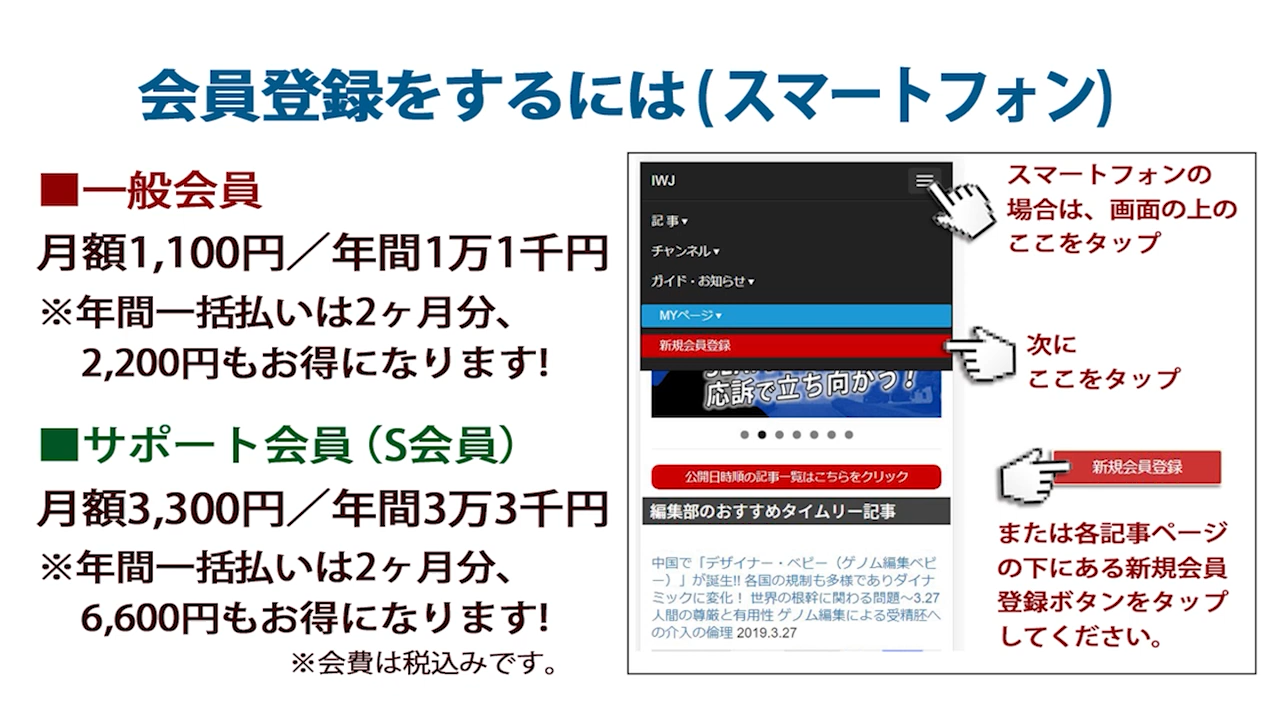 会員登録をするには(スマートフォン)
■一般会員
月額1,100円／年間1万1千円
※年間一括払いは2ヶ月分、
2,200円もお得になります!
■サポート会員（S会員）
月額3,300円／年間3万3千円
※年間一括払いは2ヶ月分、
6,600円もお得になります!
※会費は税込みです。
IWJ
記事▾
チャンネル▾
ガイド・お知らせ▾
MYページ▾
新規会員登録
応訴で立ち向かう！
公開日時順の記事一覧はこちらをクリック
編集部のおすすめタイムリー記事
中国で「デザイナー・ベビー（ゲノム編集ベビ
ー）」が誕生!! 各国の規制も多様でありダイナ
ミックに変化！ 世界の根幹に関わる問題～3.27
人間の尊厳と有用性 ゲノム編集による受精胚へ
の介入の倫理 2019.3.27
スマートフォンの
場合は、画面の上の
ここをタップ
次に
ここをタップ
新規会員登録
または各記事ページ
の下にある新規会員
登録ボタンをタップ
してください。